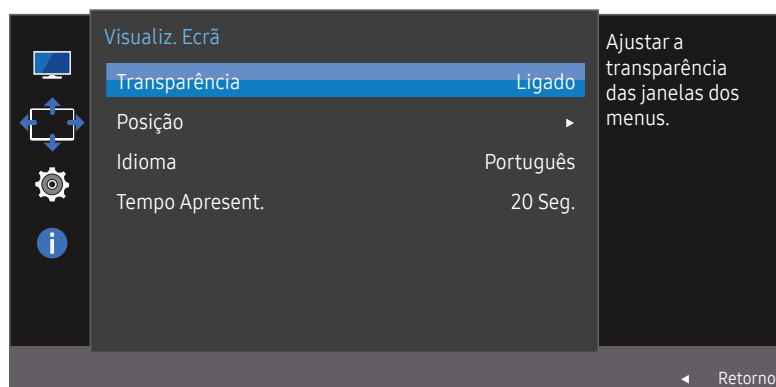 Visualiz. Ecrã
Transparência Ligado
Posição ►
Idioma Português
Tempo Apresent. 20 Seg.
Ajustar a
transparência
das janelas dos
menus.
◄ Retorno